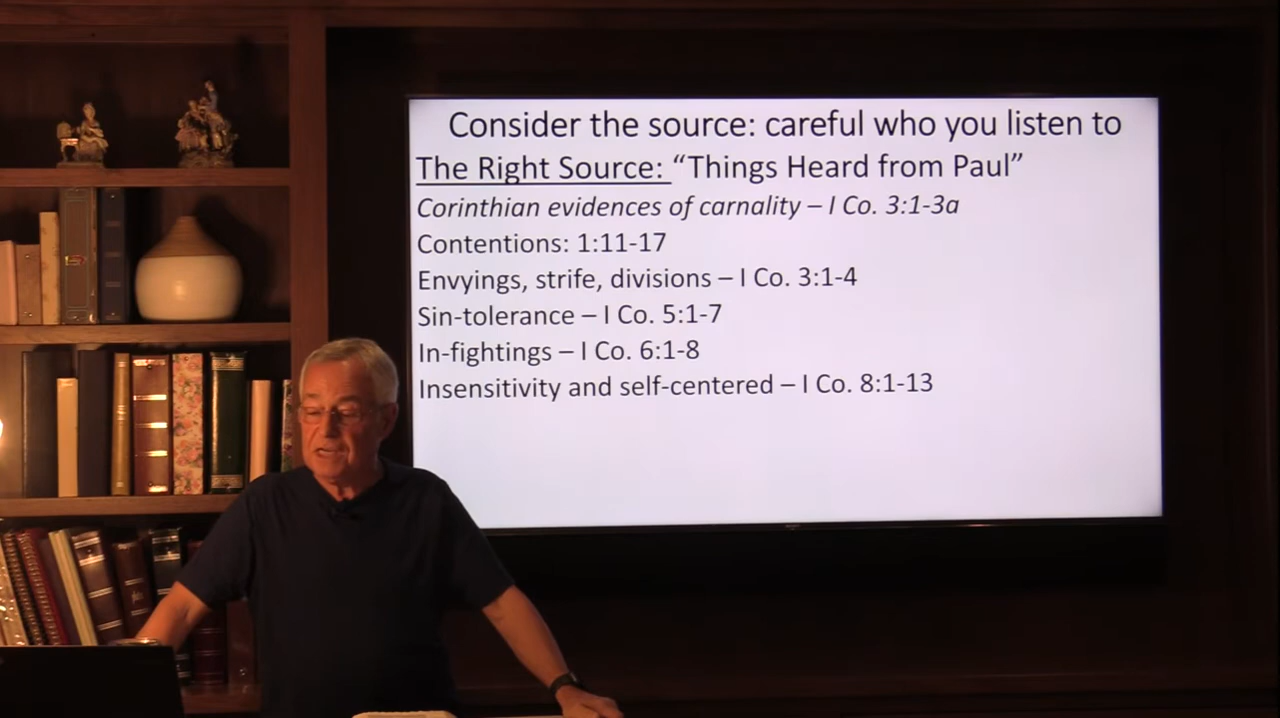 Consider the source: careful who you listen to
The Right Source: “Things Heard from Paul”
Corinthian evidences of carnality – I Co. 3:1-3a
Contentions: 1:11-17
Envyings, strife, divisions – I Co. 3:1-4
Sin-tolerance – I Co. 5:1-7
In-fightings – I Co. 6:1-8
Insensitivity and self-centered – I Co. 8:1-13